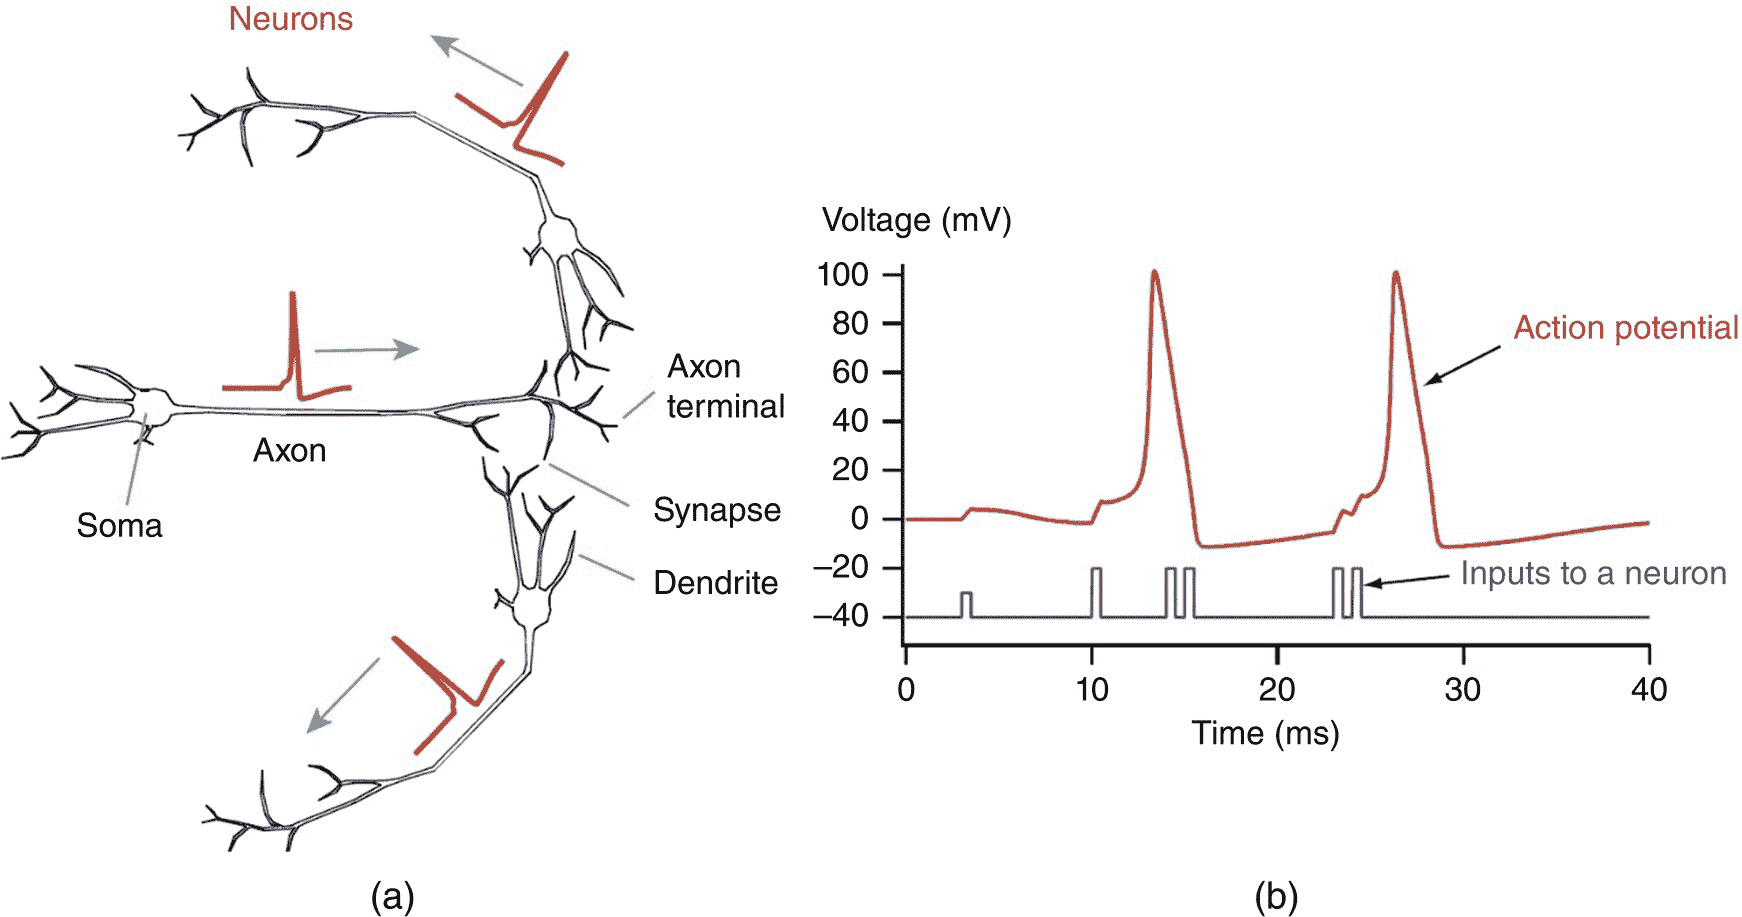 Neurons
Axon
terminal
Axon
Soma
Synapse
Dendrite
(a)
Voltage (mV)
100
80
60
40
20
0
–20
–40
Action potential
Inputs to a neuron
0 10 20 30 40
Time (ms)
(b)